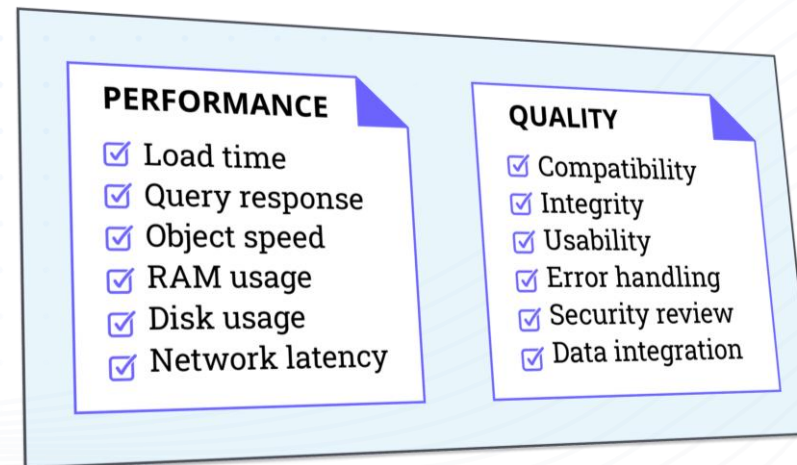 PERFORMANCE
Load time
Query response
Object speed
RAM usage
Disk usage
Network latency
QUALITY
Compatibility
Integrity
Usability
Error handling
Security review
Data integration